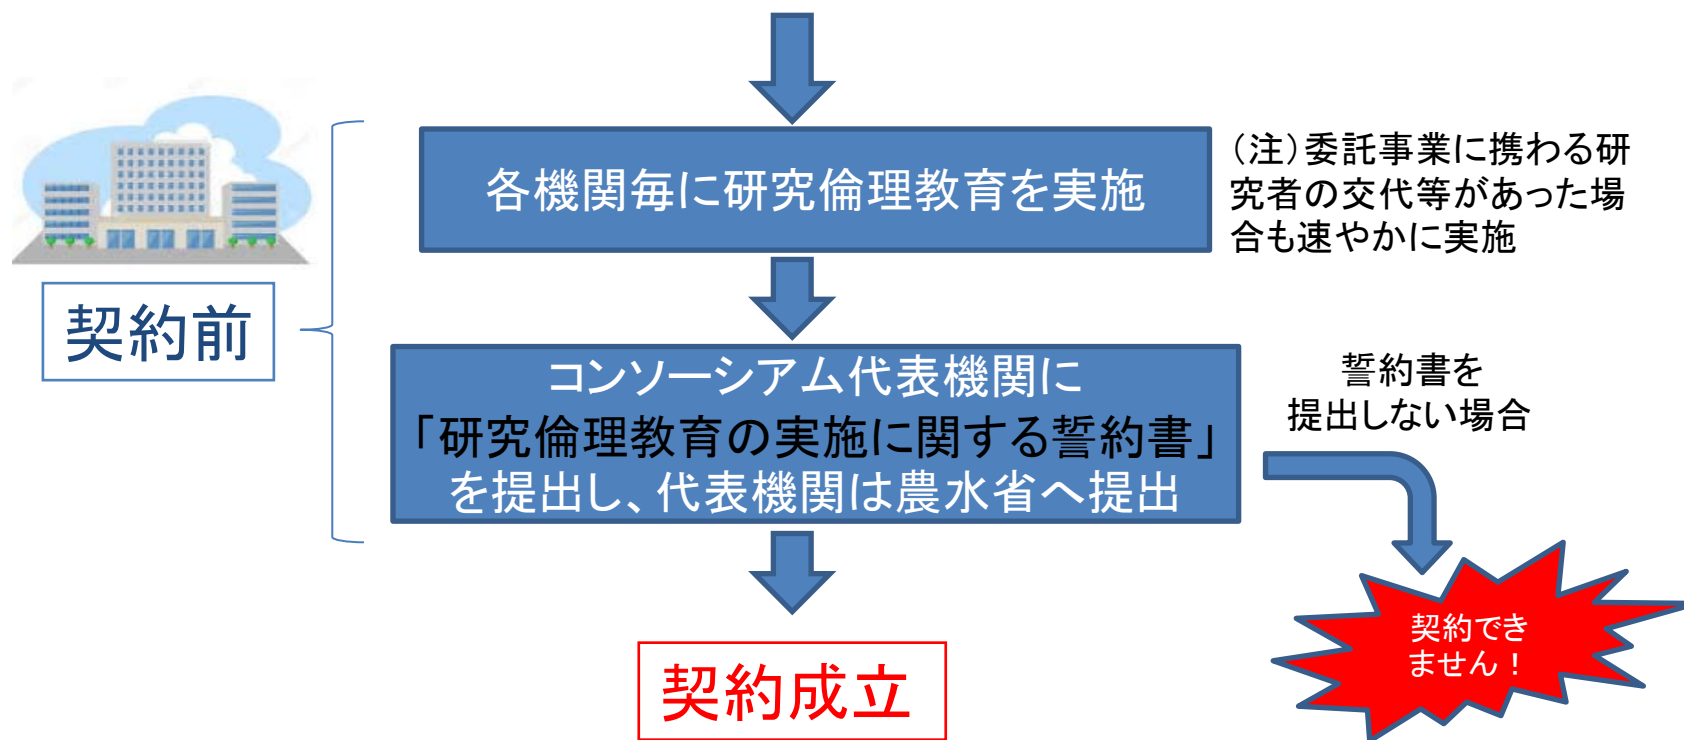 各機関毎に研究倫理教育を実施
（注）委託事業に携わる研
究者の交代等があった場
合も速やかに実施
契約前
コンソーシアム代表機関に
「研究倫理教育の実施に関する誓約書」
を提出し、代表機関は農水省へ提出
誓約書を
提出しない場合
契約でき
ません！
契約成立